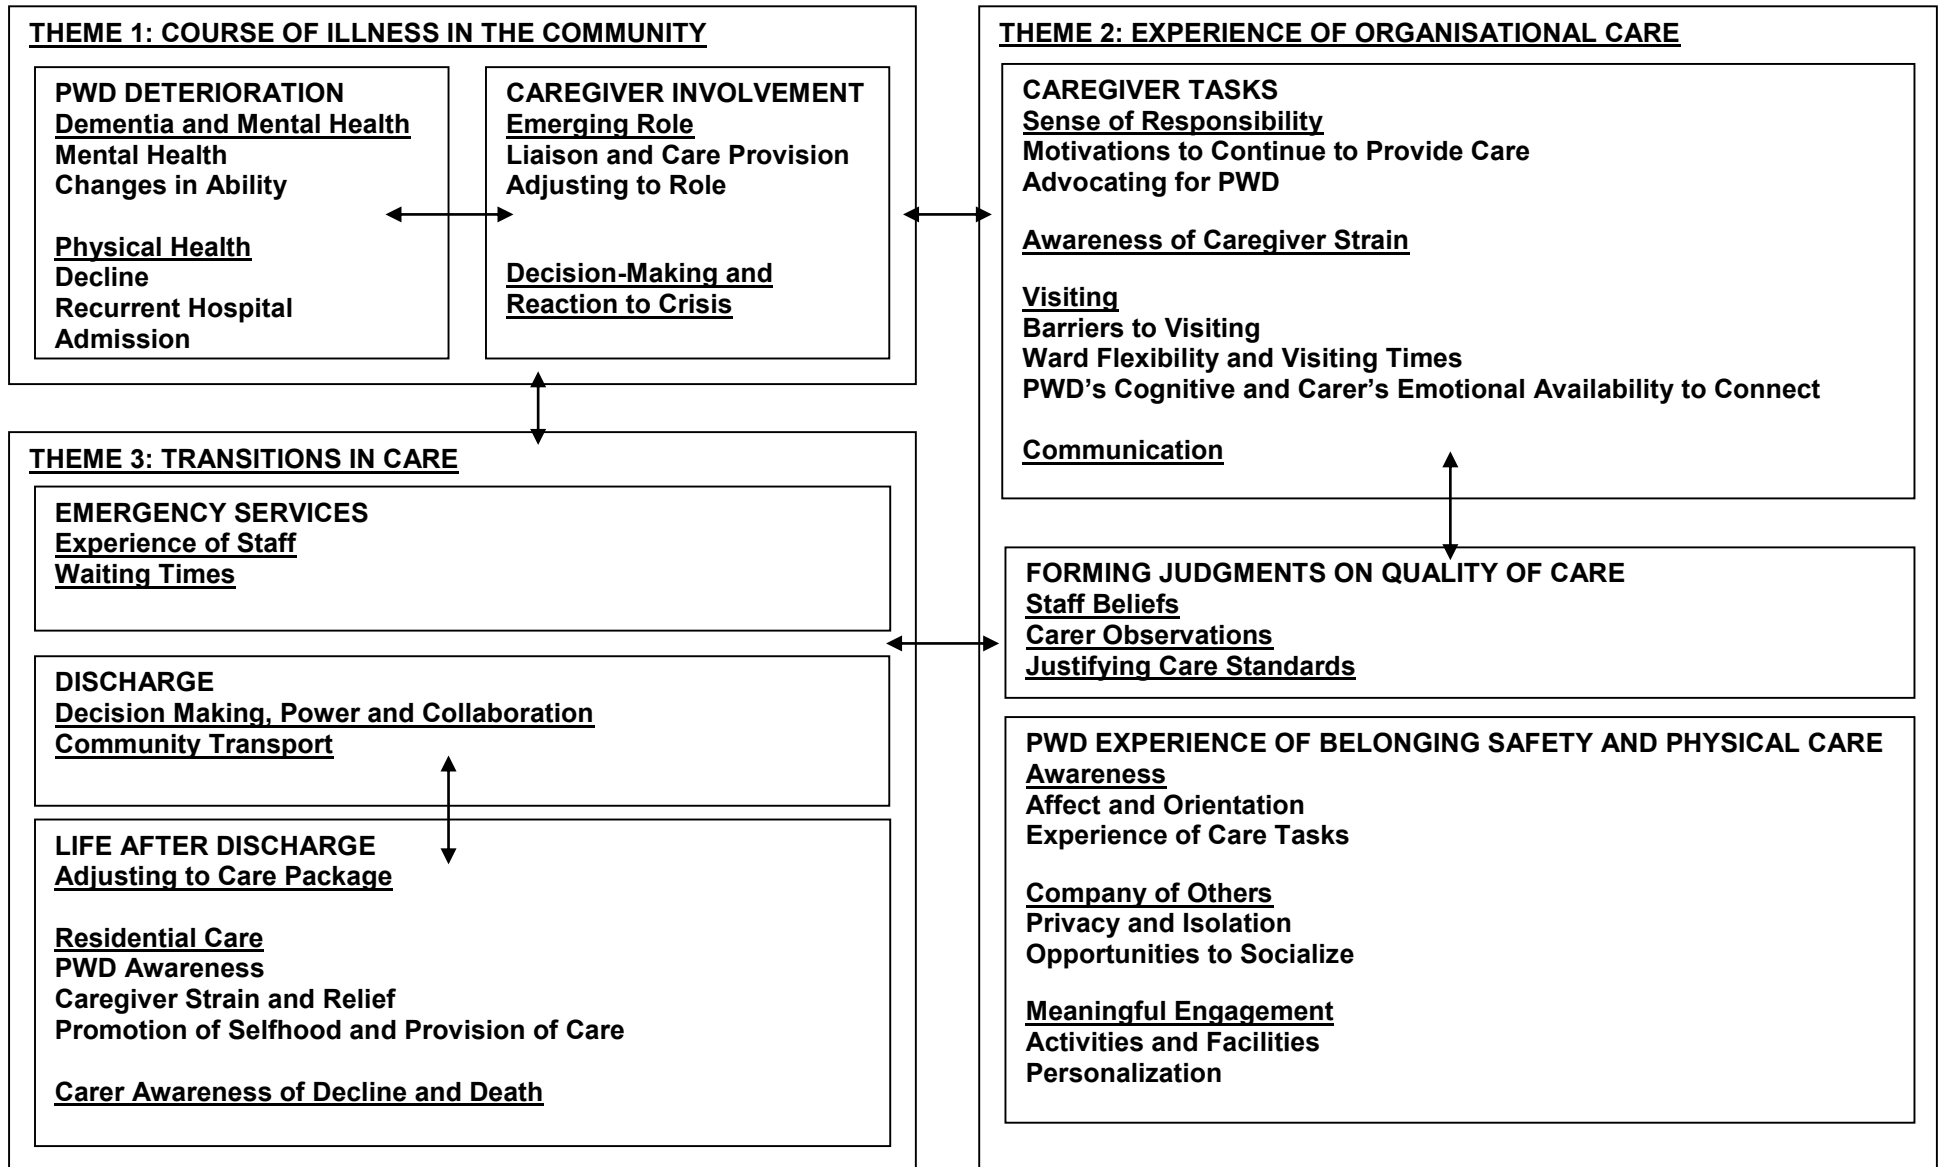 THEME 1: COURSE OF ILLNESS IN THE COMMUNITY
PWD DETERIORATION
Dementia and Mental Health
Mental Health
Changes in Ability
Physical Health
Decline
Recurrent Hospital
Admission
CAREGIVER INVOLVEMENT
Emerging Role
Liaison and Care Provision
Adjusting to Role
Decision-Making and
Reaction to Crisis
THEME 2: EXPERIENCE OF ORGANISATIONAL CARE
CAREGIVER TASKS
Sense of Responsibility
Motivations to Continue to Provide Care
Advocating for PWD
Awareness of Caregiver Strain
Visiting
Barriers to Visiting
Ward Flexibility and Visiting Times
PWD’s Cognitive and Carer’s Emotional Availability to Connect
Communication
FORMING JUDGMENTS ON QUALITY OF CARE
Staff Beliefs
Carer Observations
Justifying Care Standards
PWD EXPERIENCE OF BELONGING SAFETY AND PHYSICAL CARE
Awareness
Affect and Orientation
Experience of Care Tasks
Company of Others
Privacy and Isolation
Opportunities to Socialize
Meaningful Engagement
Activities and Facilities
Personalization
THEME 3: TRANSITIONS IN CARE
EMERGENCY SERVICES
Experience of Staff
Waiting Times
DISCHARGE
Decision Making, Power and Collaboration
Community Transport
LIFE AFTER DISCHARGE
Adjusting to Care Package
Residential Care
PWD Awareness
Caregiver Strain and Relief
Promotion of Selfhood and Provision of Care
Carer Awareness of Decline and Death